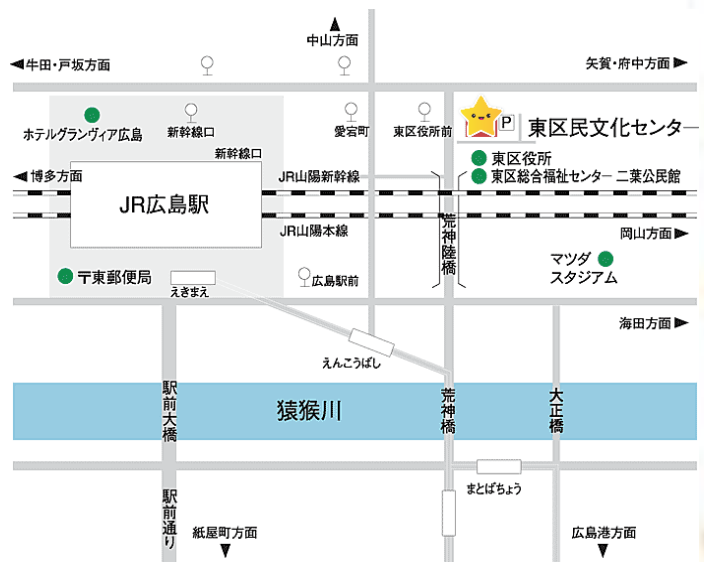 中山方面
牛田・戸坂方面
矢賀・府中方面
ホテルグランヴィア広島
新幹線口
愛宕町
東区役所前
P
東区民文化センター
新幹線口
東区役所
東区総合福祉センター 二葉公民館
博多方面
JR山陽新幹線
JR広島駅
JR山陽本線
荒神陸橋
岡山方面
マツダ
スタジアム
〒東郵便局
えきまえ
広島駅前
海田方面
えんこうばし
駅前大橋
猿猴川
荒神橋
大正橋
まとばちょう
駅前通り
紙屋町方面
広島港方面